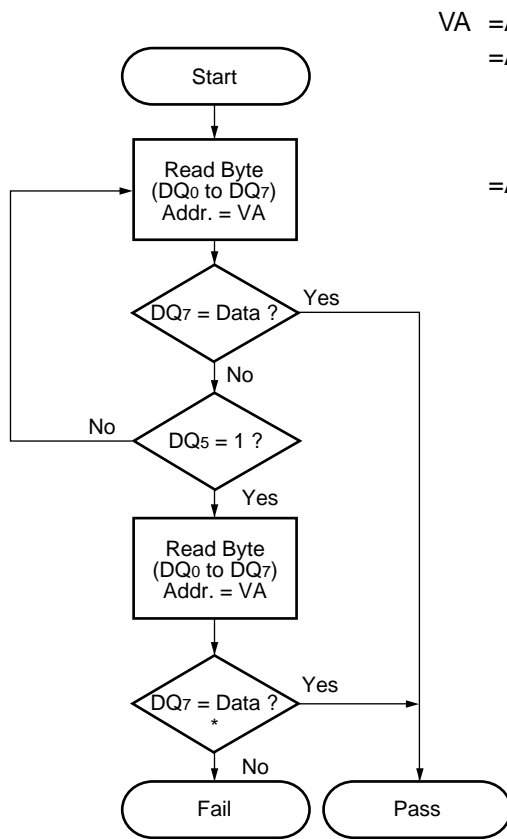 VA =
=
=
Start
Read Byte
(DQ0 to DQ7)
Addr. = VA
DQ7 = Data ?
Yes
No
No
DQ5 = 1 ?
Yes
Read Byte
(DQ0 to DQ7)
Addr. = VA
DQ7 = Data ?
*
Yes
No
Fail
Pass